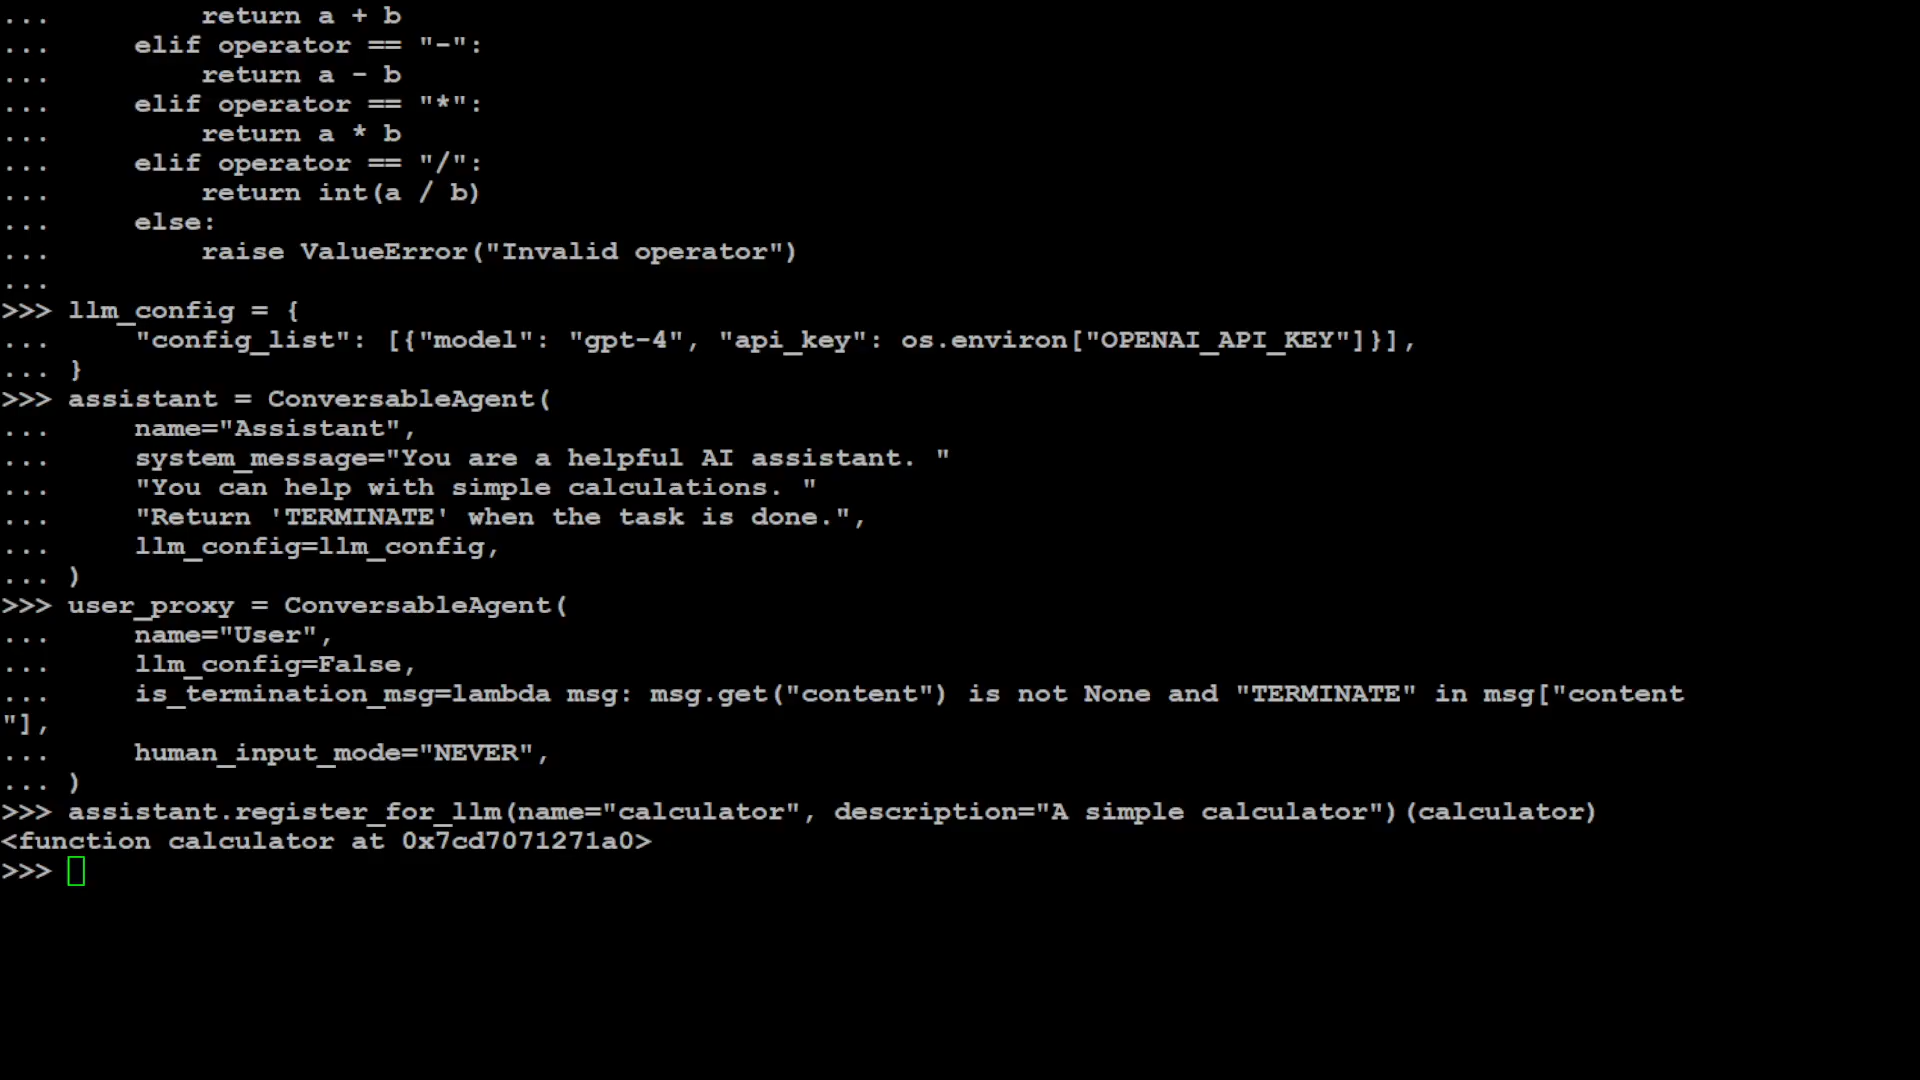 ...         return a + b
...     elif operator == "-":
...         return a - b
...     elif operator == "*":
...         return a * b
...     elif operator == "/":
...         return int(a / b)
...     else:
...         raise ValueError("Invalid operator")
...
>>> llm_config = {
...     "config_list": [{"model": "gpt-4", "api_key": os.environ["OPENAI_API_KEY"]}],
... }
>>> assistant = ConversableAgent(
...     name="Assistant",
...     system_message="You are a helpful AI assistant. "
...     "You can help with simple calculations. "
...     "Return 'TERMINATE' when the task is done.",
...     llm_config=llm_config,
... )
>>> user_proxy = ConversableAgent(
...     name="User",
...     llm_config=False,
...     is_termination_msg=lambda msg: msg.get("content") is not None and "TERMINATE" in msg["content
"],
...     human_input_mode="NEVER",
... )
>>> assistant.register_for_llm(name="calculator", description="A simple calculator")(calculator)
<function calculator at 0x7cd7071271a0>
>>>